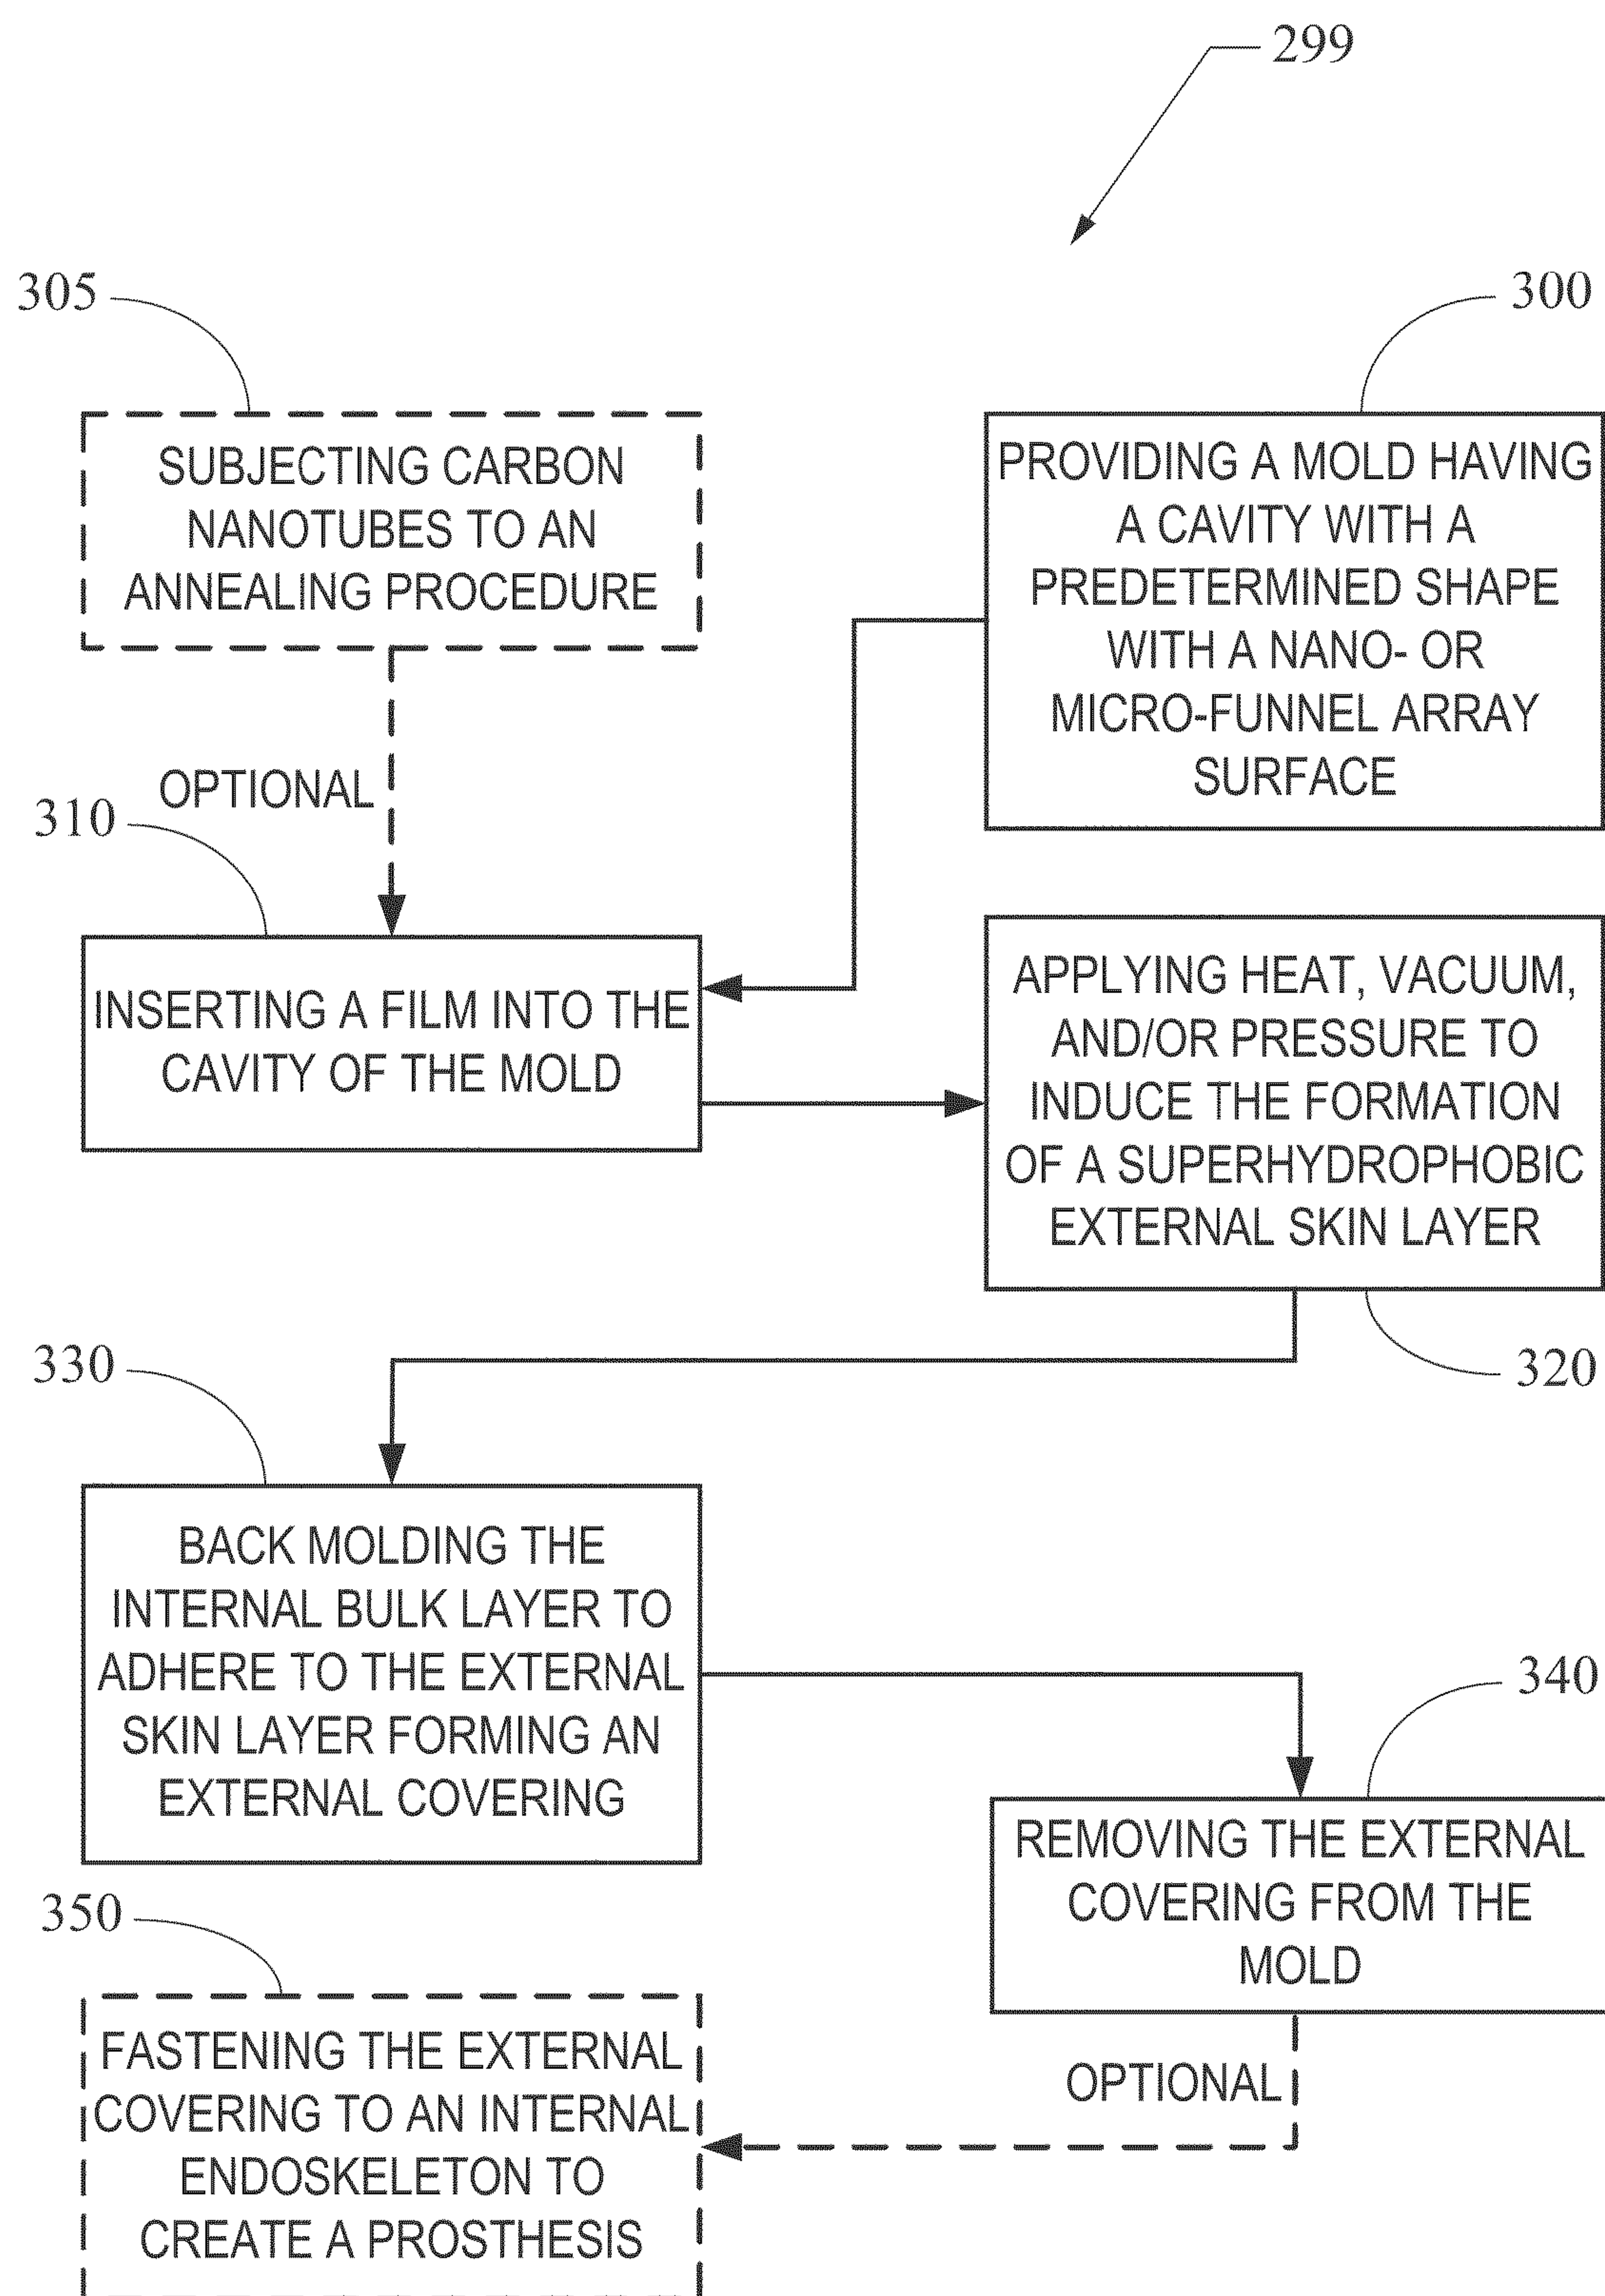 299
305
300
SUBJECTING CARBON
NANOTUBES TO AN
ANNEALING PROCEDURE
PROVIDING A MOLD HAVING
A CAVITY WITH A
PREDETERMINED SHAPE
WITH A NANO- OR
MICRO-FUNNEL ARRAY
SURFACE
OPTIONAL
310
INSERTING A FILM INTO THE
CAVITY OF THE MOLD
APPLYING HEAT, VACUUM,
AND/OR PRESSURE TO
INDUCE THE FORMATION
OF A SUPERHYDROPHOBIC
EXTERNAL SKIN LAYER
320
330
BACK MOLDING THE
INTERNAL BULK LAYER TO
ADHERE TO THE EXTERNAL
SKIN LAYER FORMING AN
EXTERNAL COVERING
340
REMOVING THE EXTERNAL
COVERING FROM THE
MOLD
350
OPTIONAL
FASTENING THE EXTERNAL
COVERING TO AN INTERNAL
ENDOSKELETON TO
CREATE A PROSTHESIS